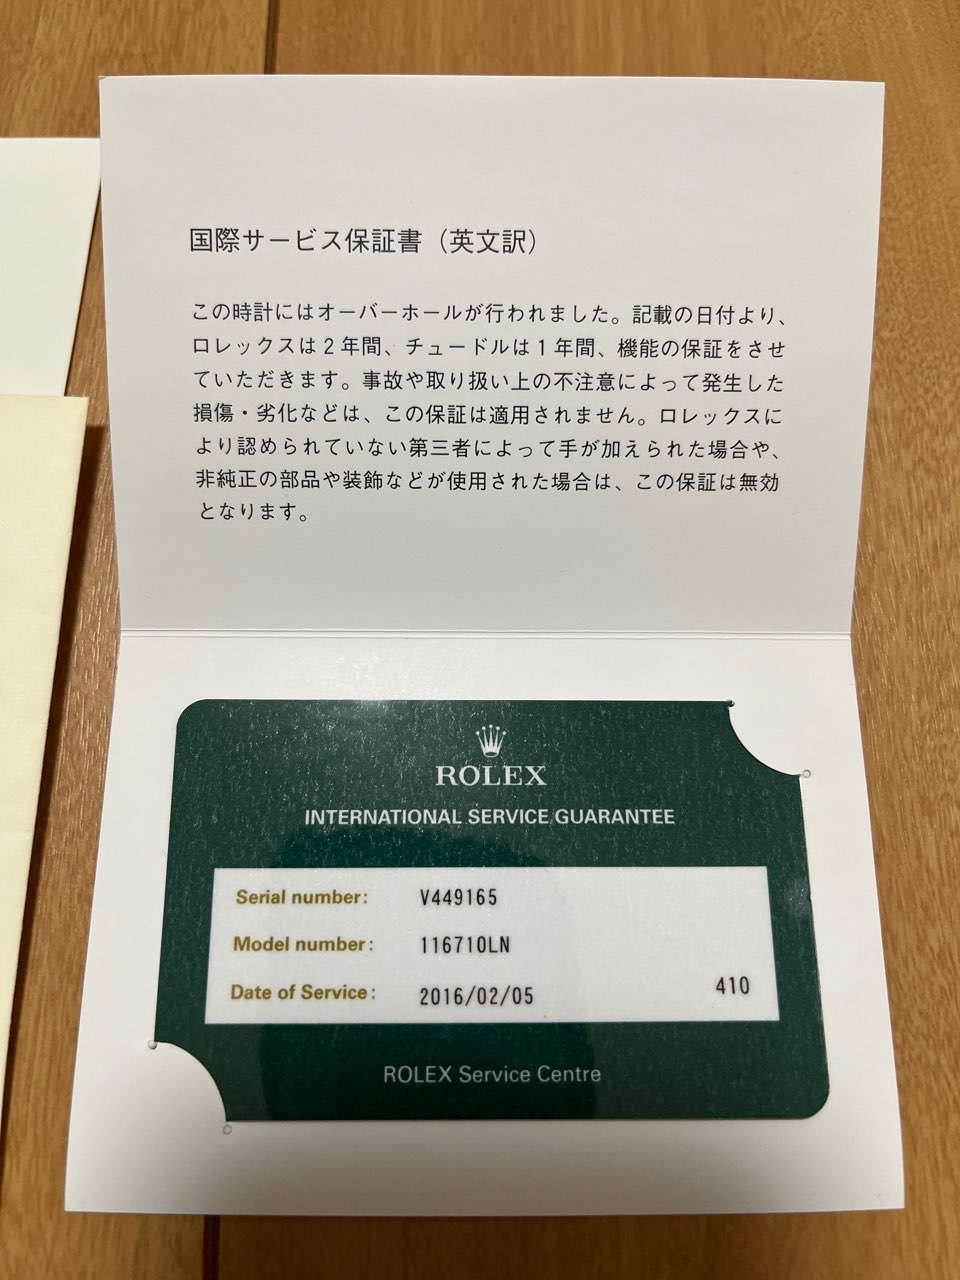 国際サービス保証書（英文訳）
この時計にはオーバーホールが行われました。記載の日付より、
ロレックスは２年間、チュードルは１年間、機能の保証をさせ
ていただきます。事故や取り扱い上の不注意によって発生した
損傷・劣化などは、この保証は適用されません。ロレックスに
より認められていない第三者によって手が加えられた場合や、
非純正の部品や装飾などが使用された場合は、この保証は無効
となります。
ROLEX
INTERNATIONAL SERVICE GUARANTEE
Serial number: V449165
Model number: 116710LN
Date of Service: 2016/02/05 410
ROLEX Service Centre